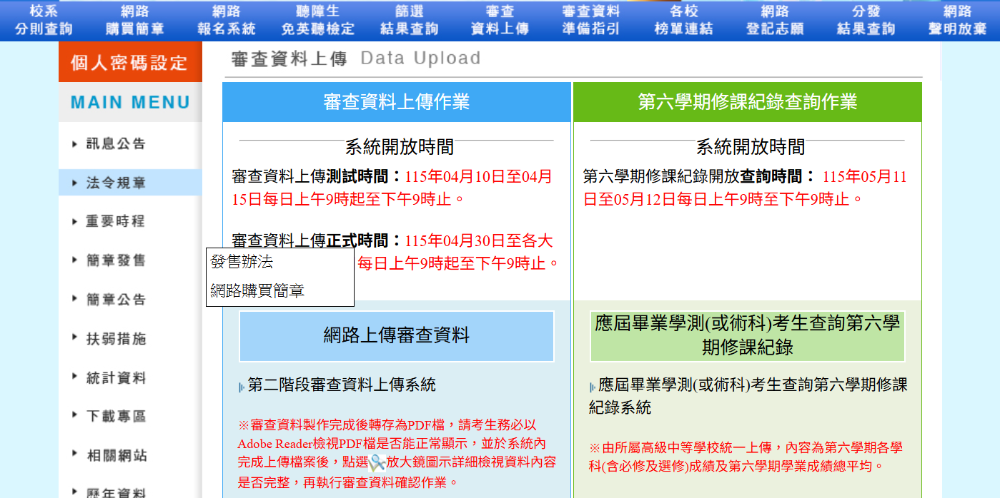 校系 網路 網路 聽障生 篩選 審查 審查資料 各校 網路 分發 網路
分則查詢 購買簡章 報名系統 免英聽檢定 結果查詢 資料上傳 準備指引 榜單連結 登記志願 結果查詢 聲明放棄
個人密碼設定
MAIN MENU
訊息公告
法令規章
重要時程
簡章發售
簡章公告
扶弱措施
統計資料
下載專區
相關網站
歷年資料
發售辦法
網路購買簡章
審查資料上傳 Data Upload
審查資料上傳作業
系統開放時間
審查資料上傳測試時間：115年04月10日至04月
15日每日上午9時起至下午9時止。
審查資料上傳正式時間：115年04月30日至各大
每日上午9時起至下午9時止。
網路上傳審查資料
第二階段審查資料上傳系統
※審查資料製作完成後轉存為PDF檔，請考生務必以
Adobe Reader檢視PDF檔是否能正常顯示，並於系統內
完成上傳檔案後，點選放大鏡圖示詳細檢視資料內容
是否完整，再執行審查資料確認作業。
第六學期修課紀錄查詢作業
系統開放時間
第六學期修課紀錄開放查詢時間： 115年05月11
日至05月12日每日上午9時至下午9時止。
應屆畢業學測(或術科)考生查詢第六學
期修課紀錄
應屆畢業學測(或術科)考生查詢第六學期修課
紀錄系統
※由所屬高級中等學校統一上傳，內容為第六學期各學
科(含必修及選修)成績及第六學期學業成績總平均。